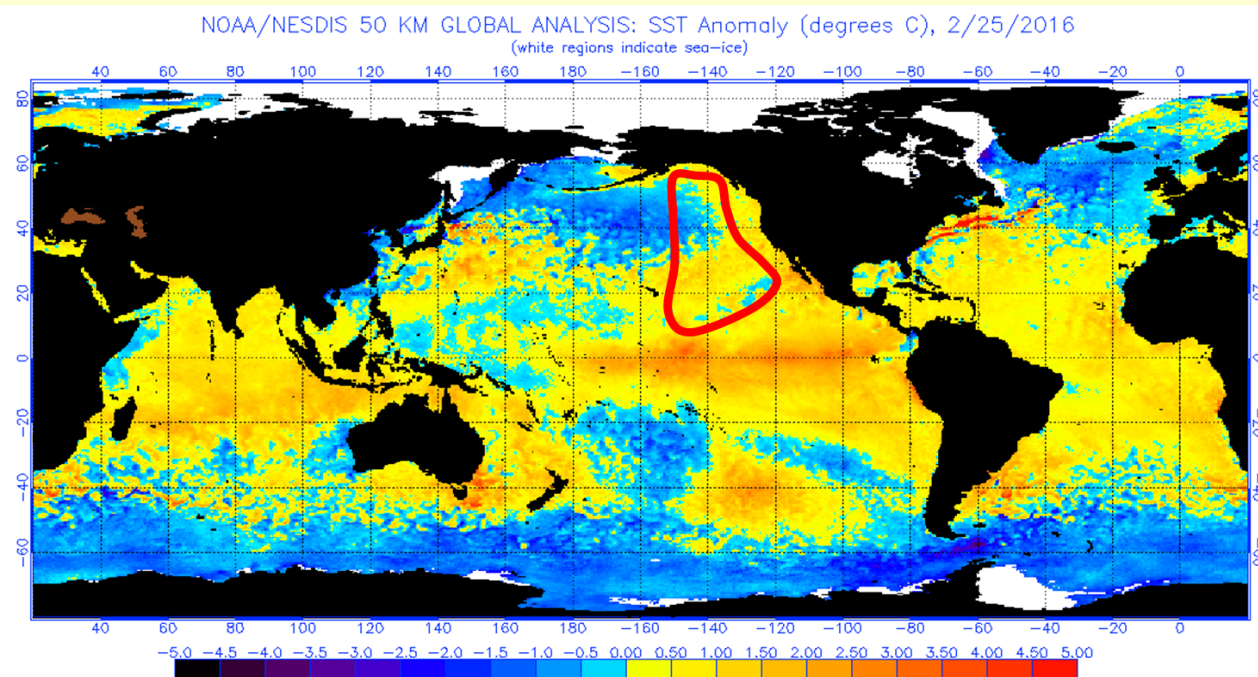 NOAA/NESDIS 50 KM GLOBAL ANALYSIS: SST Anomaly (degrees C), 2/25/2016
(white regions indicate sea-ice)
40 60 80 100 120 140 160 180 -160 -140 -120 -100 -80 -60 -40 -20 0
80
60 60
40 40
20
0 0
-20
-40
-60
40 60 80 100 120 140 160 180 -160 -140 -120 -100 -80 -60 -40 -20 0
-5.0 -4.5 -4.0 -3.5 -3.0 -2.5 -2.0 -1.5 -1.0 -0.5 0.00 0.50 1.00 1.50 2.00 2.50 3.00 3.50 4.00 4.50 5.00